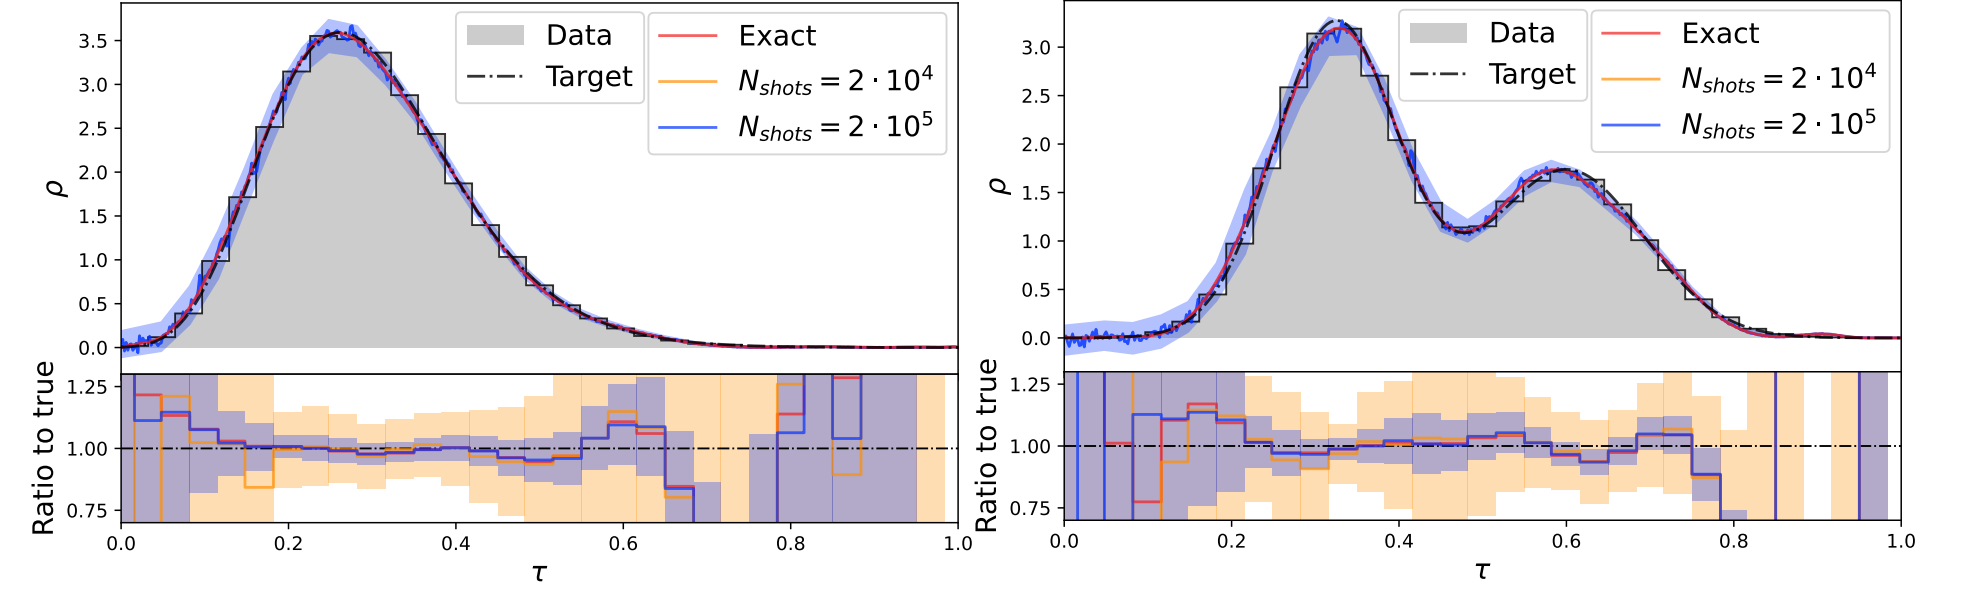 Data
Target
Exact
N_shots = 2 · 10^4
N_shots = 2 · 10^5
ρ
3.5
3.0
2.5
2.0
1.5
1.0
0.5
0.0
Ratio to true
1.25
1.00
0.75
0.0 0.2 0.4 0.6 0.8 1.0
τ
Data
Target
Exact
N_shots = 2 · 10^4
N_shots = 2 · 10^5
ρ
3.0
2.5
2.0
1.5
1.0
0.5
0.0
Ratio to true
1.25
1.00
0.75
0.0 0.2 0.4 0.6 0.8 1.0
τ